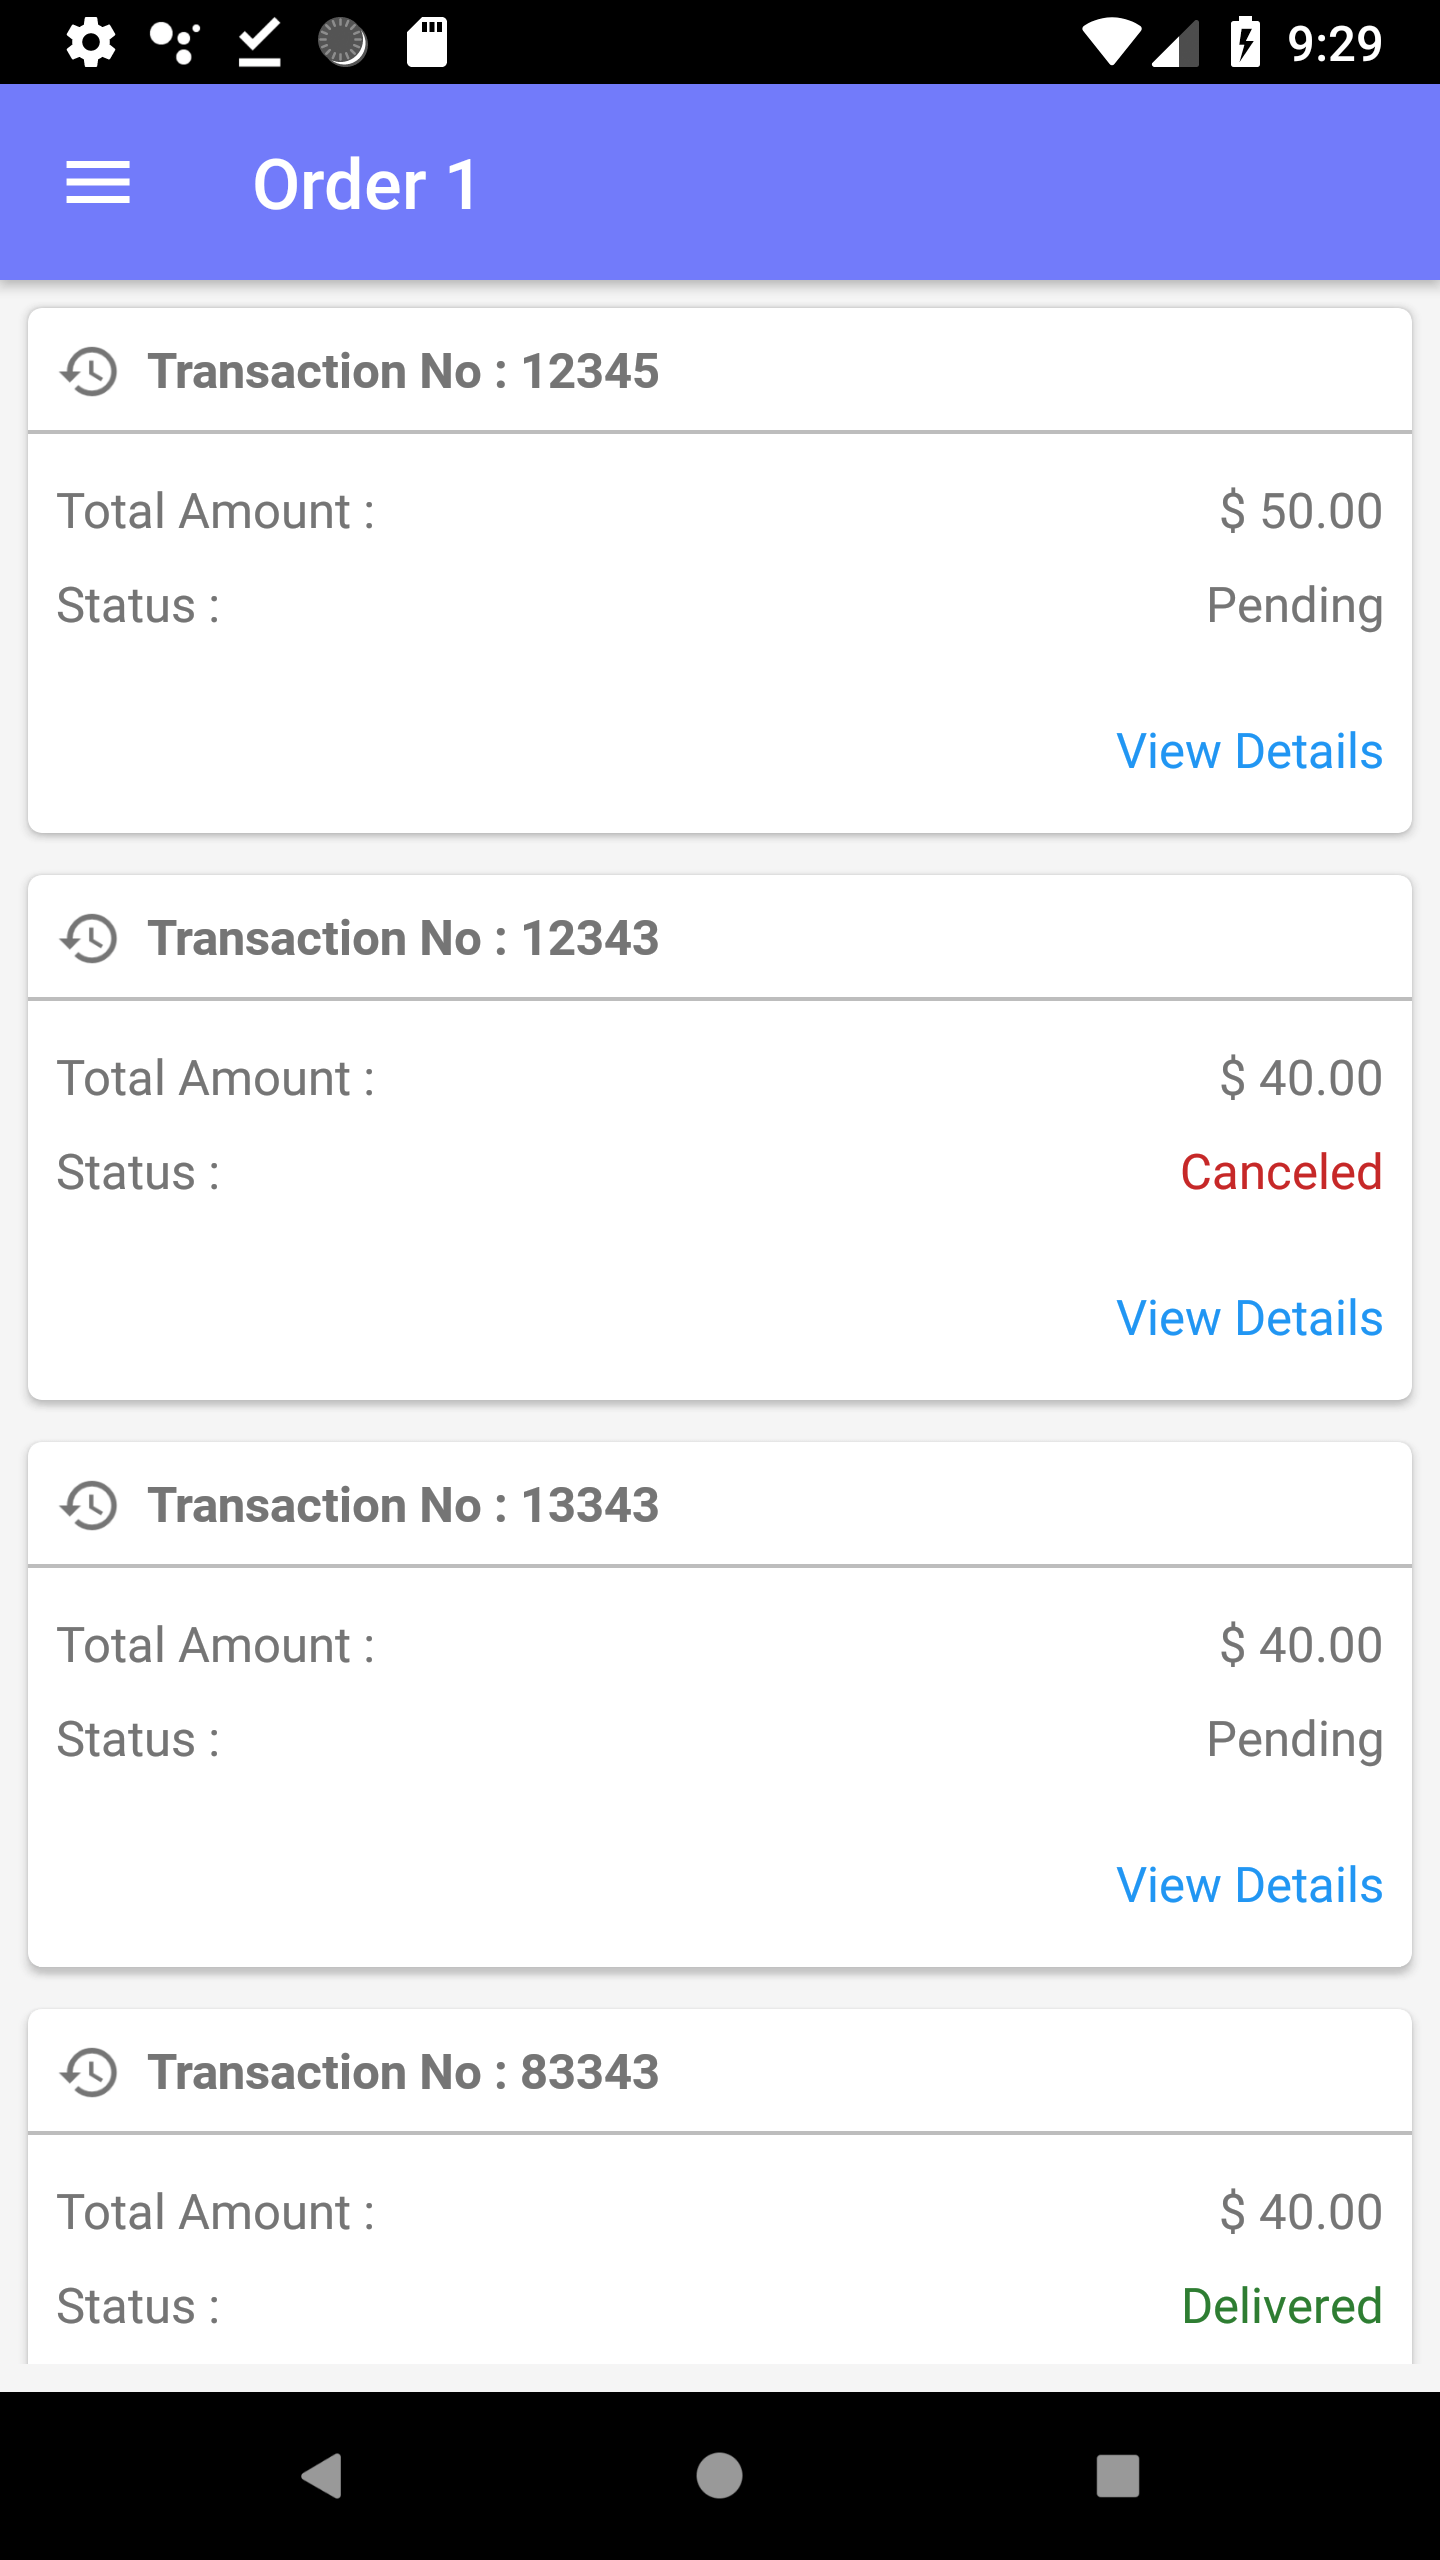 9:29
Order 1
Transaction No : 12345
Total Amount : $ 50.00
Status : Pending
View Details
Transaction No : 12343
Total Amount : $ 40.00
Status : Canceled
View Details
Transaction No : 13343
Total Amount : $ 40.00
Status : Pending
View Details
Transaction No : 83343
Total Amount : $ 40.00
Status : Delivered